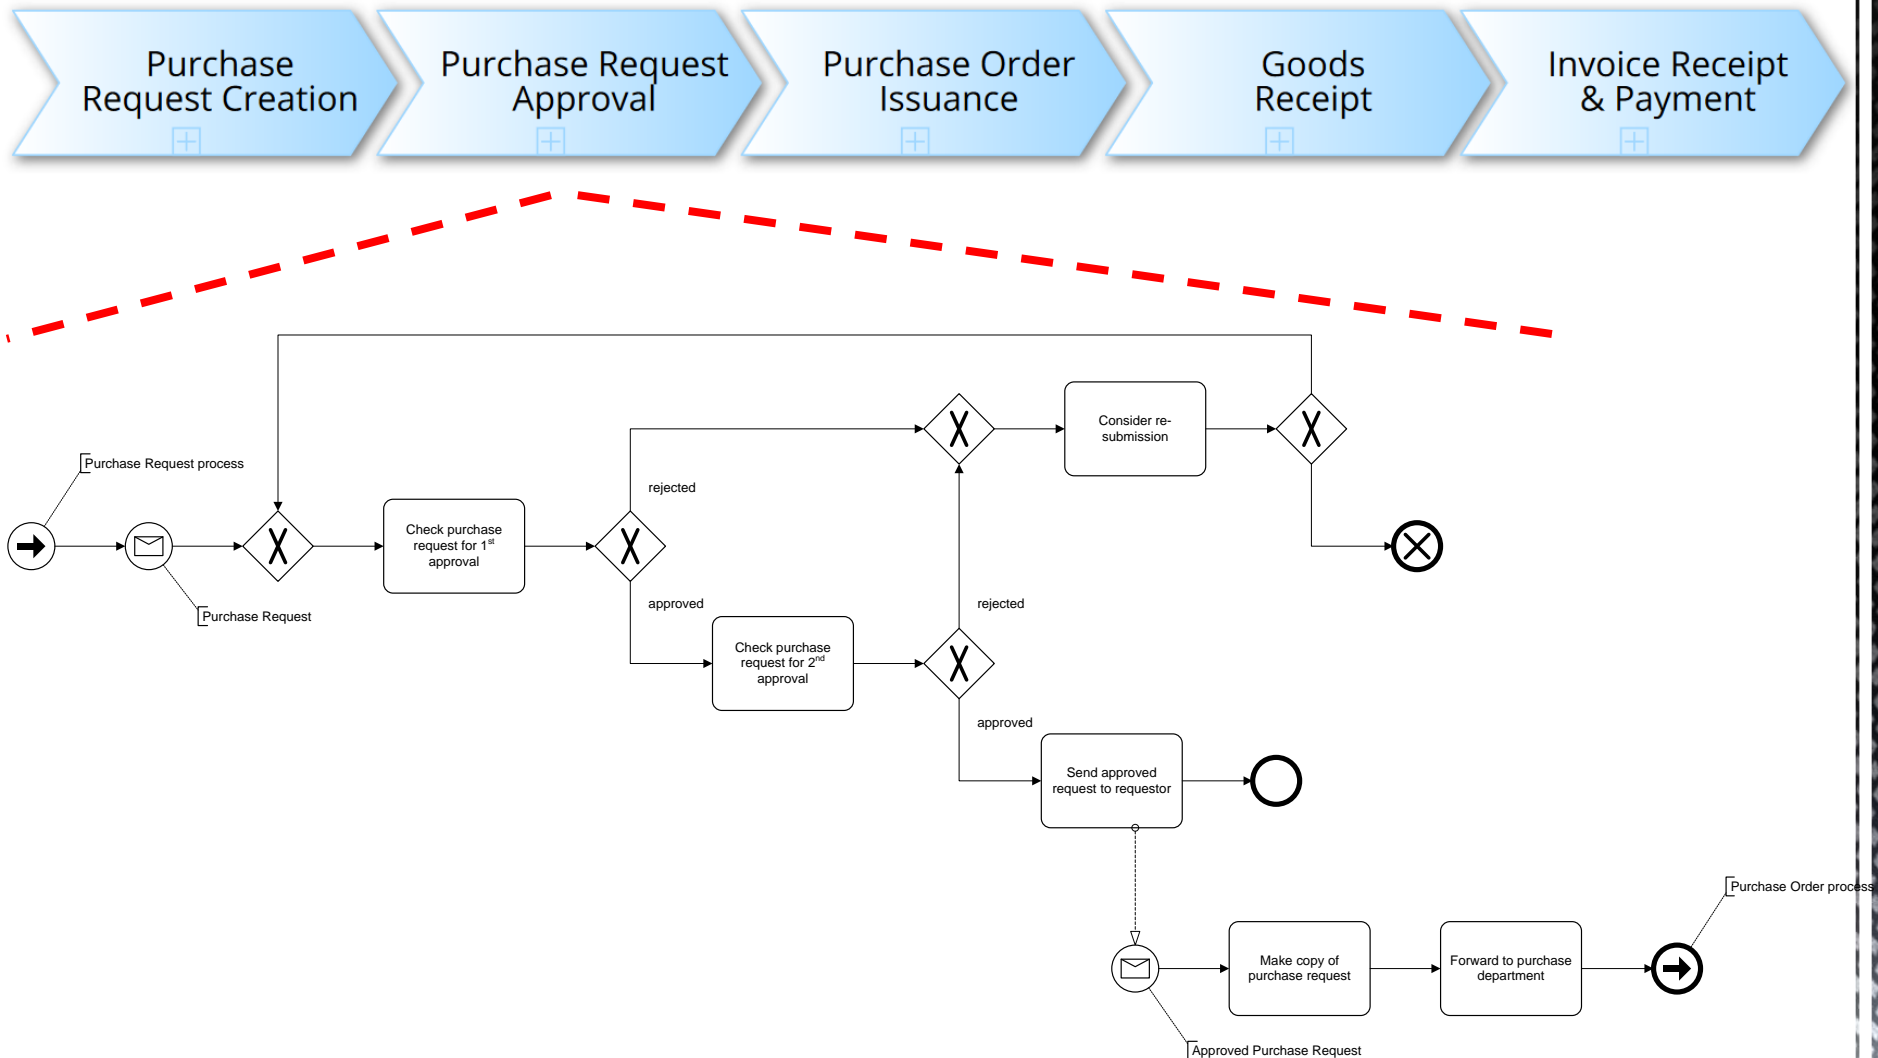 Purchase
Request Creation
Purchase Request
Approval
Purchase Order
Issuance
Goods
Receipt
Invoice Receipt
& Payment
Purchase Request process
Purchase Request
Check purchase
request for 1st
approval
rejected
approved
Check purchase
request for 2nd
approval
rejected
approved
Consider re-
submission
Send approved
request to requestor
Approved Purchase Request
Make copy of
purchase request
Forward to purchase
department
Purchase Order process